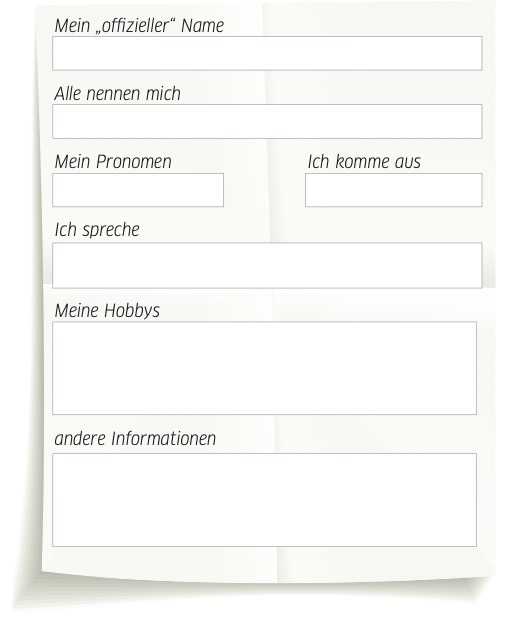 Mein „offizieller“ Name
Alle nennen mich
Mein Pronomen
Ich komme aus
Ich spreche
Meine Hobbys
andere Informationen